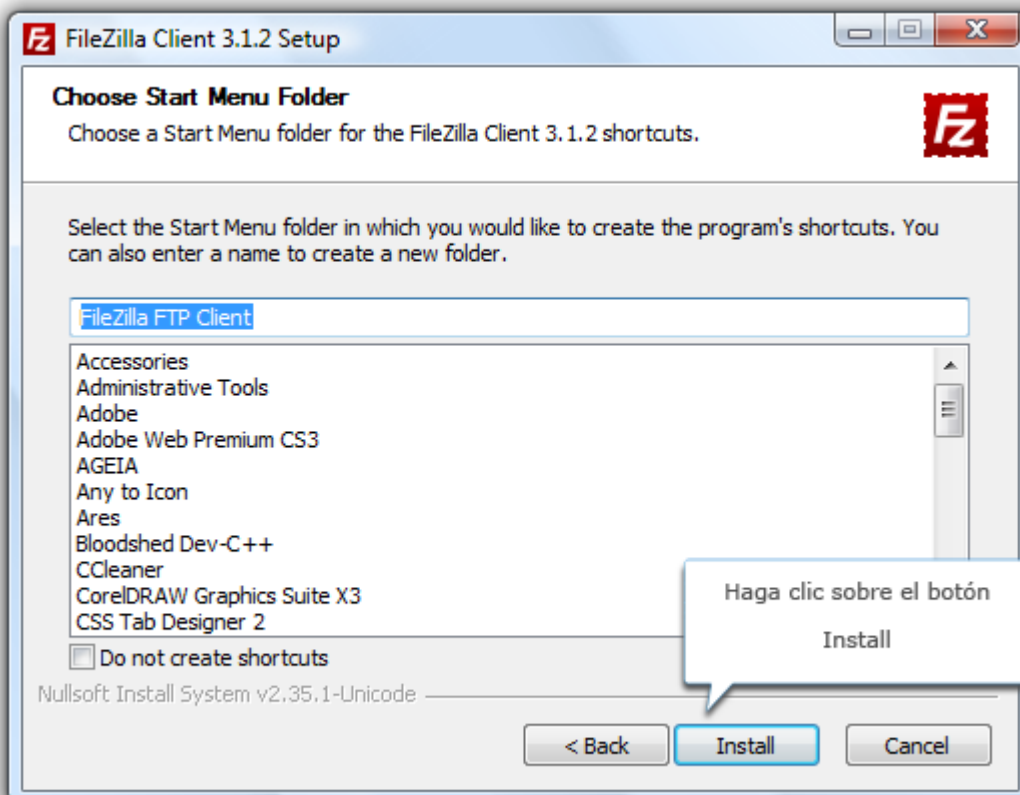 FileZilla Client 3.1.2 Setup
Choose Start Menu Folder
Choose a Start Menu folder for the FileZilla Client 3.1.2 shortcuts.
Fz
Select the Start Menu folder in which you would like to create the program's shortcuts. You
can also enter a name to create a new folder.
FileZilla FTP Client
Accessories
Administrative Tools
Adobe
Adobe Web Premium CS3
AGEIA
Any to Icon
Ares
Bloodshed Dev-C++
CCleaner
CorelDRAW Graphics Suite X3
CSS Tab Designer 2
Haga clic sobre el botón
Install
Do not create shortcuts
Nullsoft Install System v2.35.1-Unicode
< Back
Install
Cancel